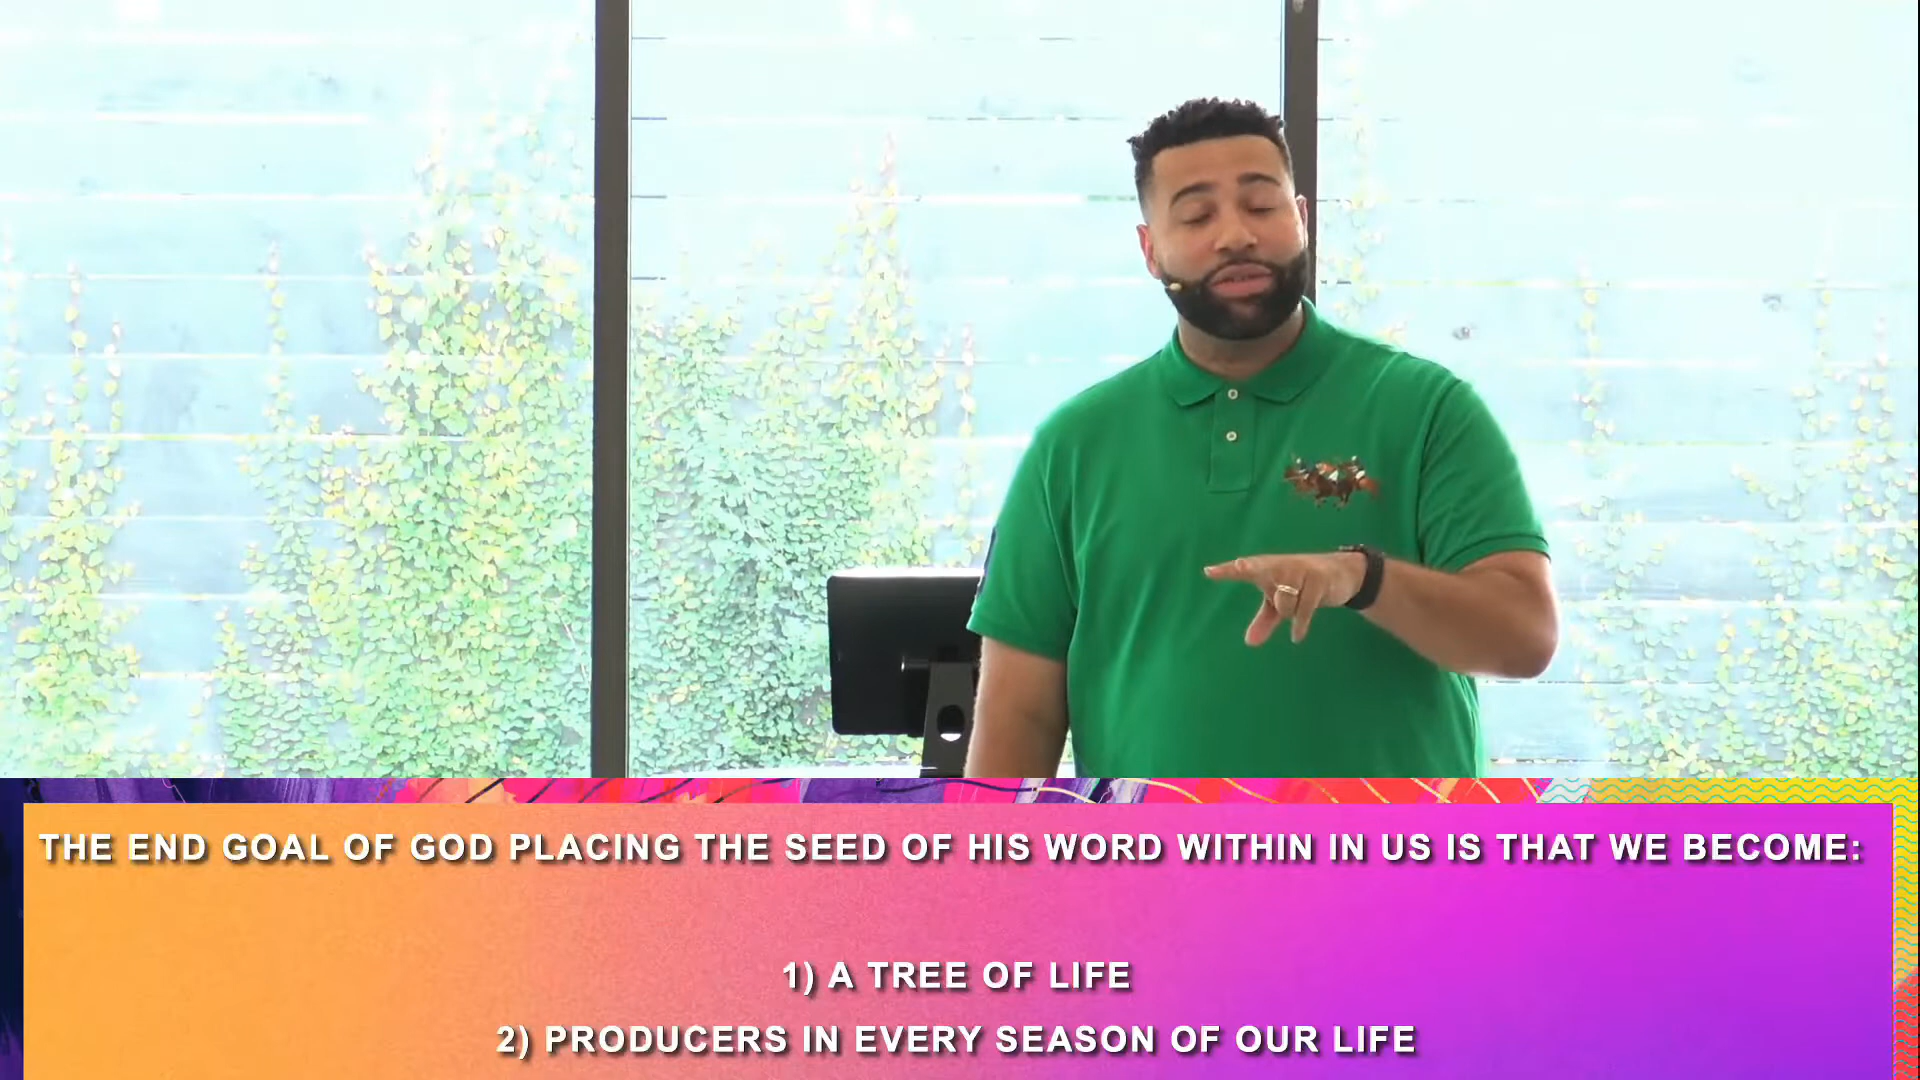 THE END GOAL OF GOD PLACING THE SEED OF HIS WORD WITHIN IN US IS THAT WE BECOME:
1) A TREE OF LIFE
2) PRODUCERS IN EVERY SEASON OF OUR LIFE